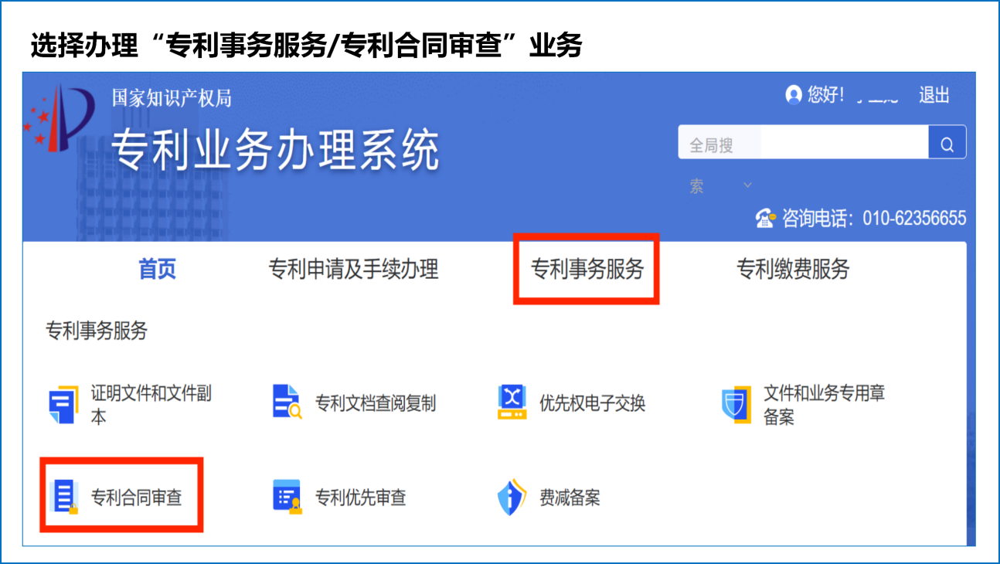 选择办理“专利事务服务/专利合同审查”业务
国家知识产权局
专利业务办理系统
您好！
退出
全局搜
索
咨询电话：010-62356655
首页
专利申请及手续办理
专利事务服务
专利缴费服务
专利事务服务
证明文件和文件副
本
专利文档查阅复制
优先权电子交换
文件和业务专用章
备案
专利合同审查
专利优先审查
费减备案